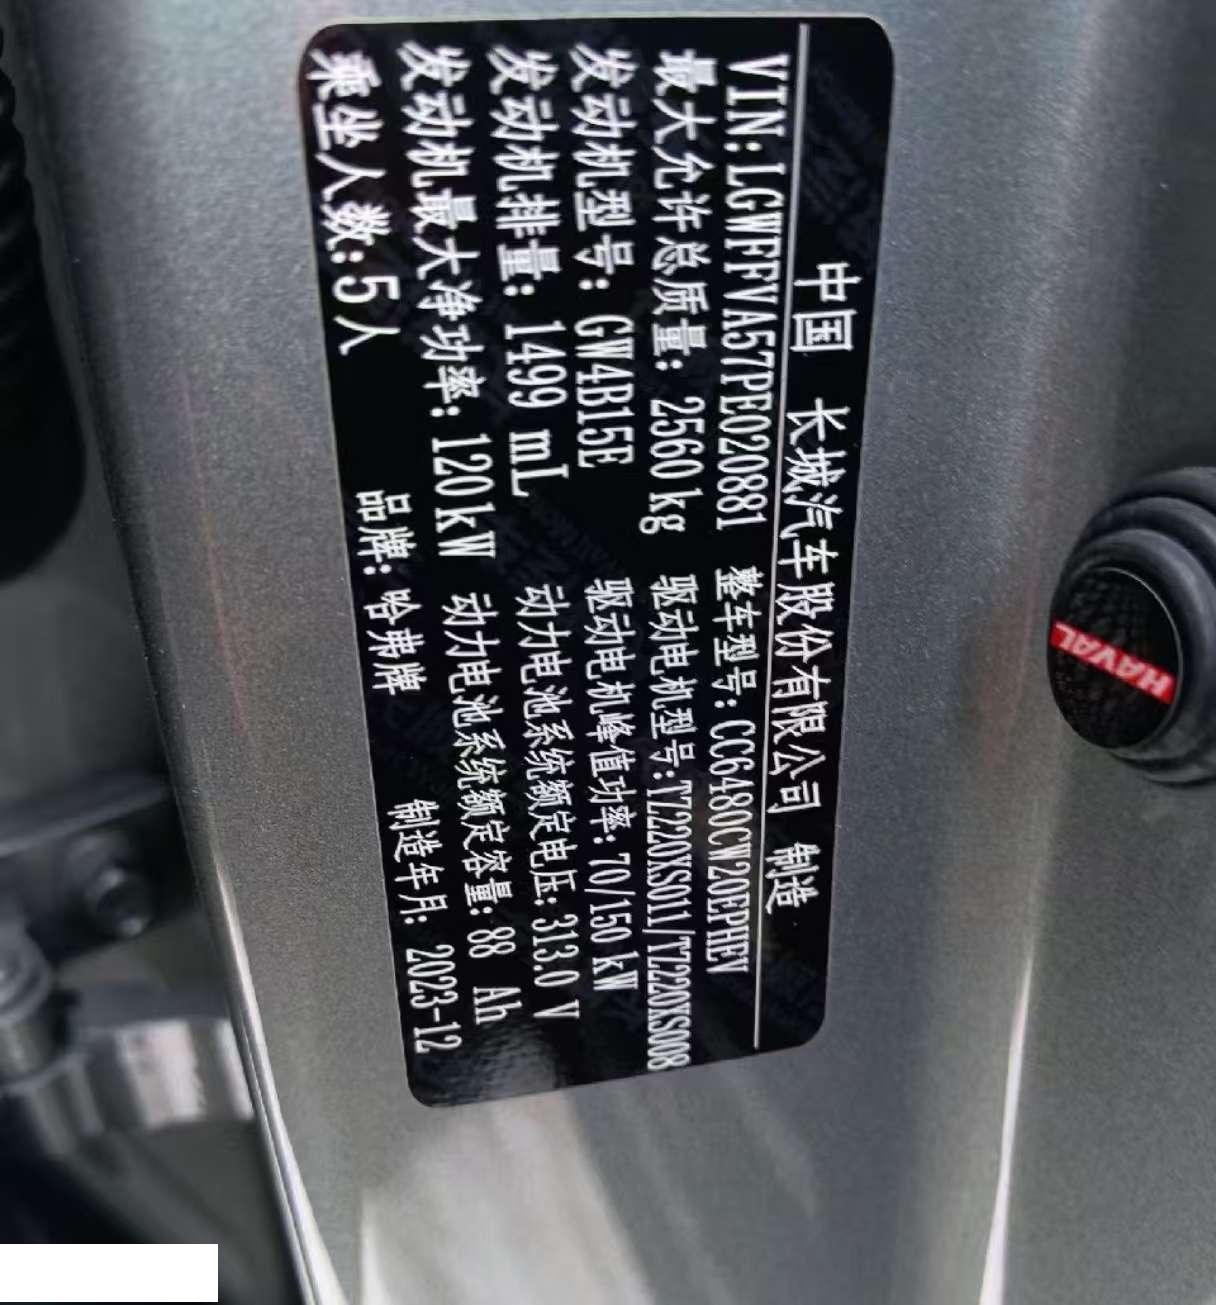 中国 长城汽车股份有限公司 制造
VIN:LGWFFVA57PE020881 整车型号:CC6480CW20EPHEV
最大允许总质量: 2560kg 驱动电机型号:TZ220XS011/TZ220XS008
发动机型号: GW4B15E 驱动电机峰值功率: 70/150 kW
发动机排量: 1499 mL 动力电池系统额定电压: 313.0 V
发动机最大净功率: 120kW 动力电池系统额定容量: 88 Ah
乘坐人数:5人 品牌: 哈弗牌 制造年月: 2023-12
HAVAL